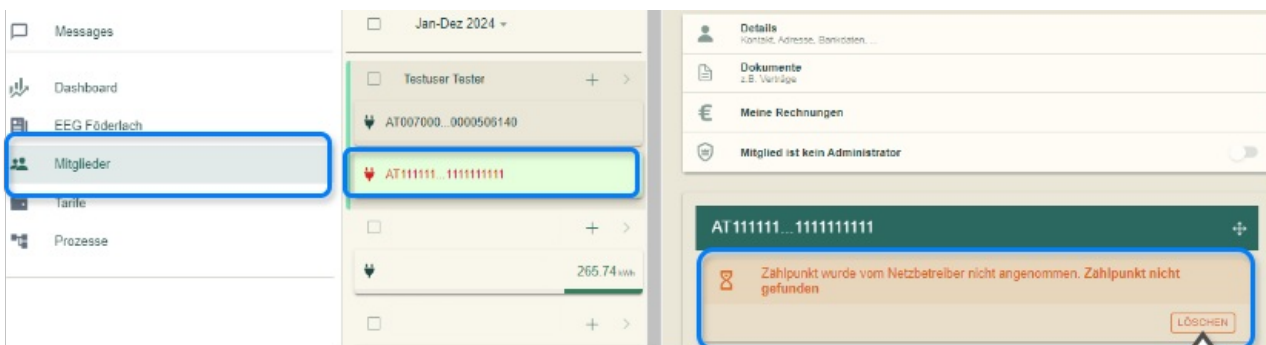 Messages
Dashboard
EEG Föderlach
Mitglieder
Tarife
Prozesse
Jan-Dez 2024
Testuser Tester
AT007000...0000506140
AT111111...1111111111
265.74 kWh
Details
Kontakt, Adresse, Bankdaten, ...
Dokumente
z.B. Verträge
Meine Rechnungen
Mitglied ist kein Administrator
AT111111...1111111111
Zählpunkt wurde vom Netzbetreiber nicht angenommen. Zählpunkt nicht
gefunden
LÖSCHEN